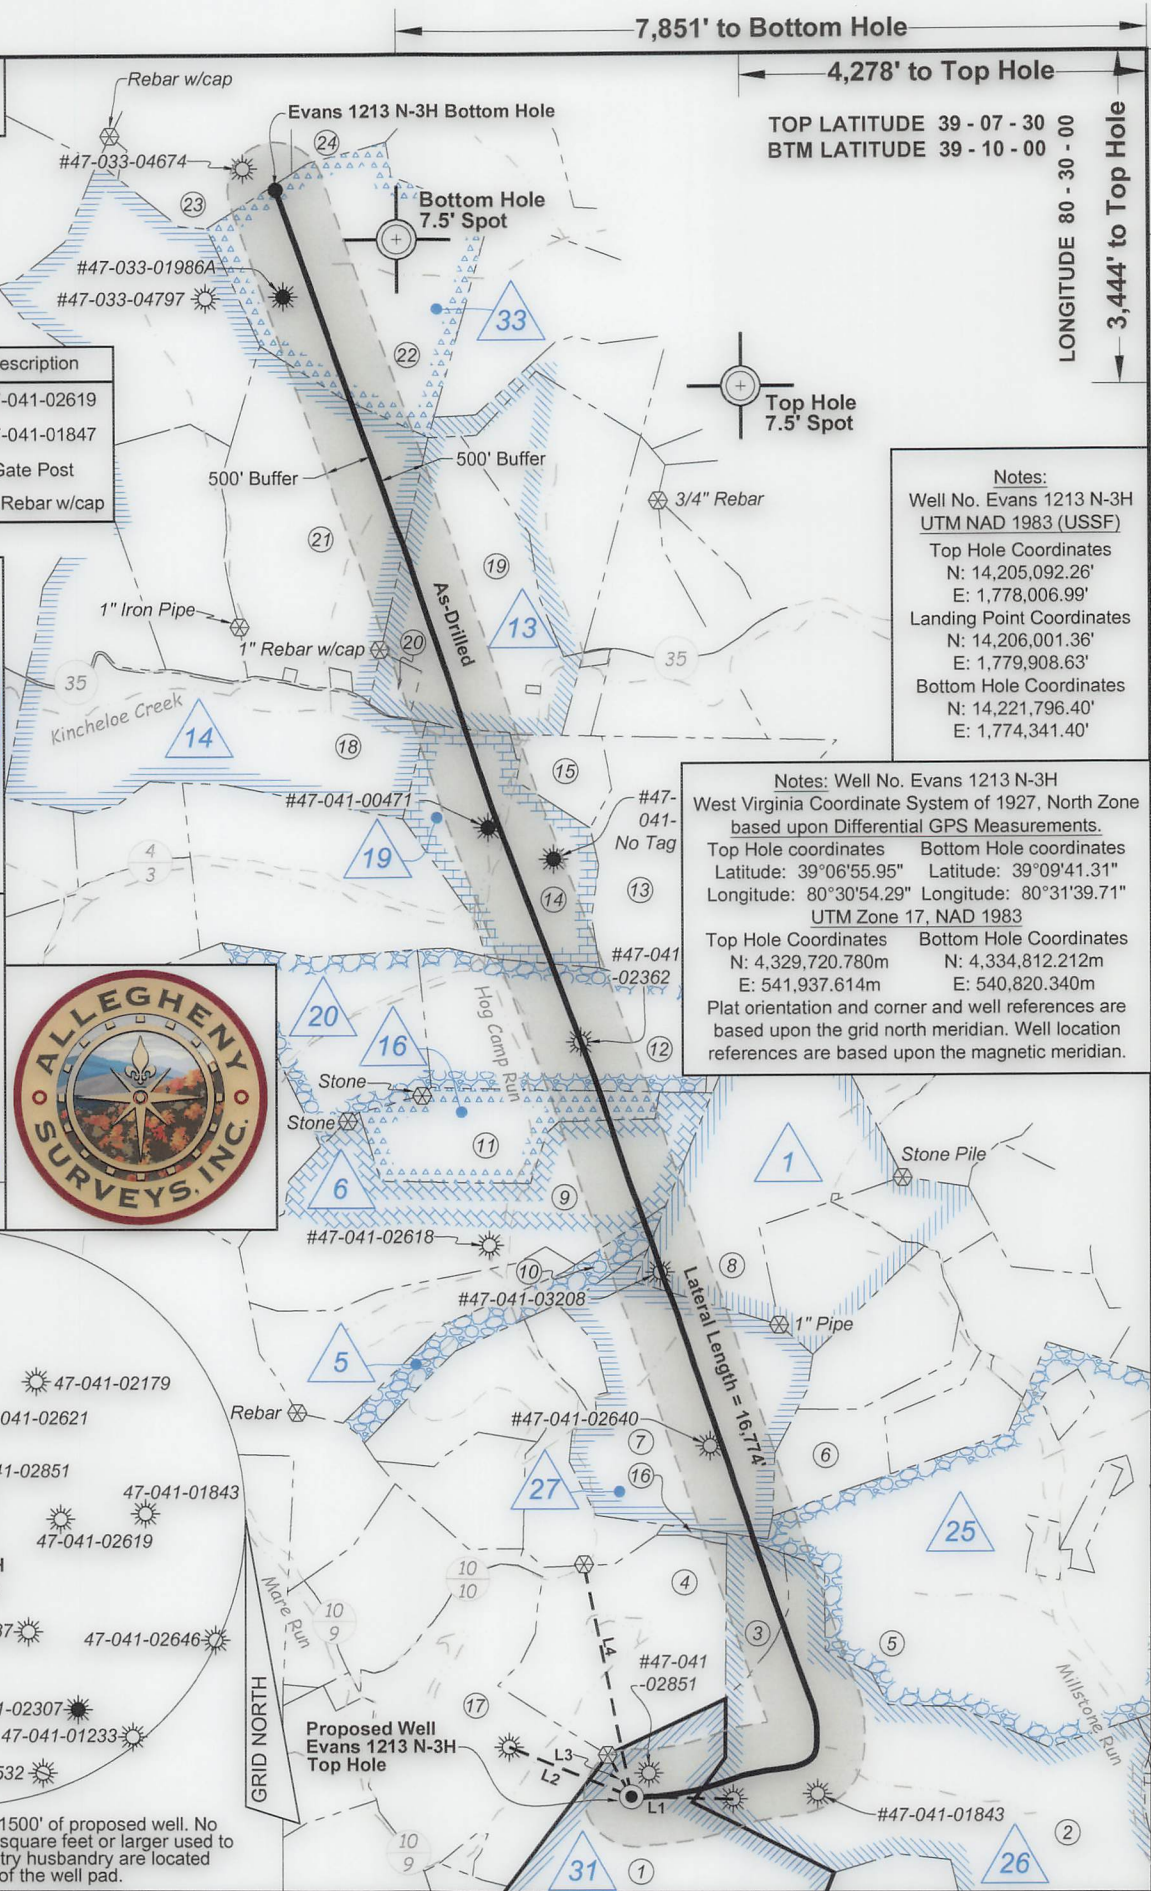 7,851' to Bottom Hole
4,278' to Top Hole
TOP LATITUDE 39 - 07 - 30
BTM LATITUDE 39 - 10 - 00
LONGITUDE 80 - 30 - 00
3,444' to Top Hole
Rebar w/cap
Evans 1213 N-3H Bottom Hole
24
#47-033-04674
23
Bottom Hole
7.5' Spot
#47-033-01986A
#47-033-04797
33
22
Top Hole
7.5' Spot
escription
-041-02619
-041-01847
Gate Post
Rebar w/cap
500' Buffer
500' Buffer
3/4" Rebar
21
19
As-Drilled
1" Iron Pipe
13
1" Rebar w/cap
20
35
35
Kincheloe Creek
14
18
15
Notes:
Well No. Evans 1213 N-3H
UTM NAD 1983 (USSF)
Top Hole Coordinates
N: 14,205,092.26'
E: 1,778,006.99'
Landing Point Coordinates
N: 14,206,001.36'
E: 1,779,908.63'
Bottom Hole Coordinates
N: 14,221,796.40'
E: 1,774,341.40'
#47-041-00471
#47-
041-
No Tag
19
4
3
14
13
Notes: Well No. Evans 1213 N-3H
West Virginia Coordinate System of 1927, North Zone
based upon Differential GPS Measurements.
Top Hole coordinates Bottom Hole coordinates
Latitude: 39°06'55.95" Latitude: 39°09'41.31"
Longitude: 80°30'54.29" Longitude: 80°31'39.71"
UTM Zone 17, NAD 1983
Top Hole Coordinates Bottom Hole Coordinates
N: 4,329,720.780m N: 4,334,812.212m
E: 541,937.614m E: 540,820.340m
Plat orientation and corner and well references are
based upon the grid north meridian. Well location
references are based upon the magnetic meridian.
#47-041
-02362
20
16
Hog Camp Run
12
ALLEGHENY
SURVEYS, INC.
Stone
Stone
11
6
9
1
Stone Pile
#47-041-02618
10
8
#47-041-03208
Lateral Length = 16,774'
1" Pipe
5
47-041-02179
041-02621
Rebar
#47-041-02640
7
6
1-02851
16
27
47-041-01843
47-041-02619
25
H
10
10
4
Mare Run
10
9
37
47-041-02646
L4
3
5
#47-041
-02851
Millstone Run
GRID NORTH
17
1-02307
47-041-01233
532
Proposed Well
Evans 1213 N-3H
Top Hole
L3
L2
L1
#47-041-01843
1500' of proposed well. No
square feet or larger used to
try husbandry are located
of the well pad.
10
9
31
1
26
2